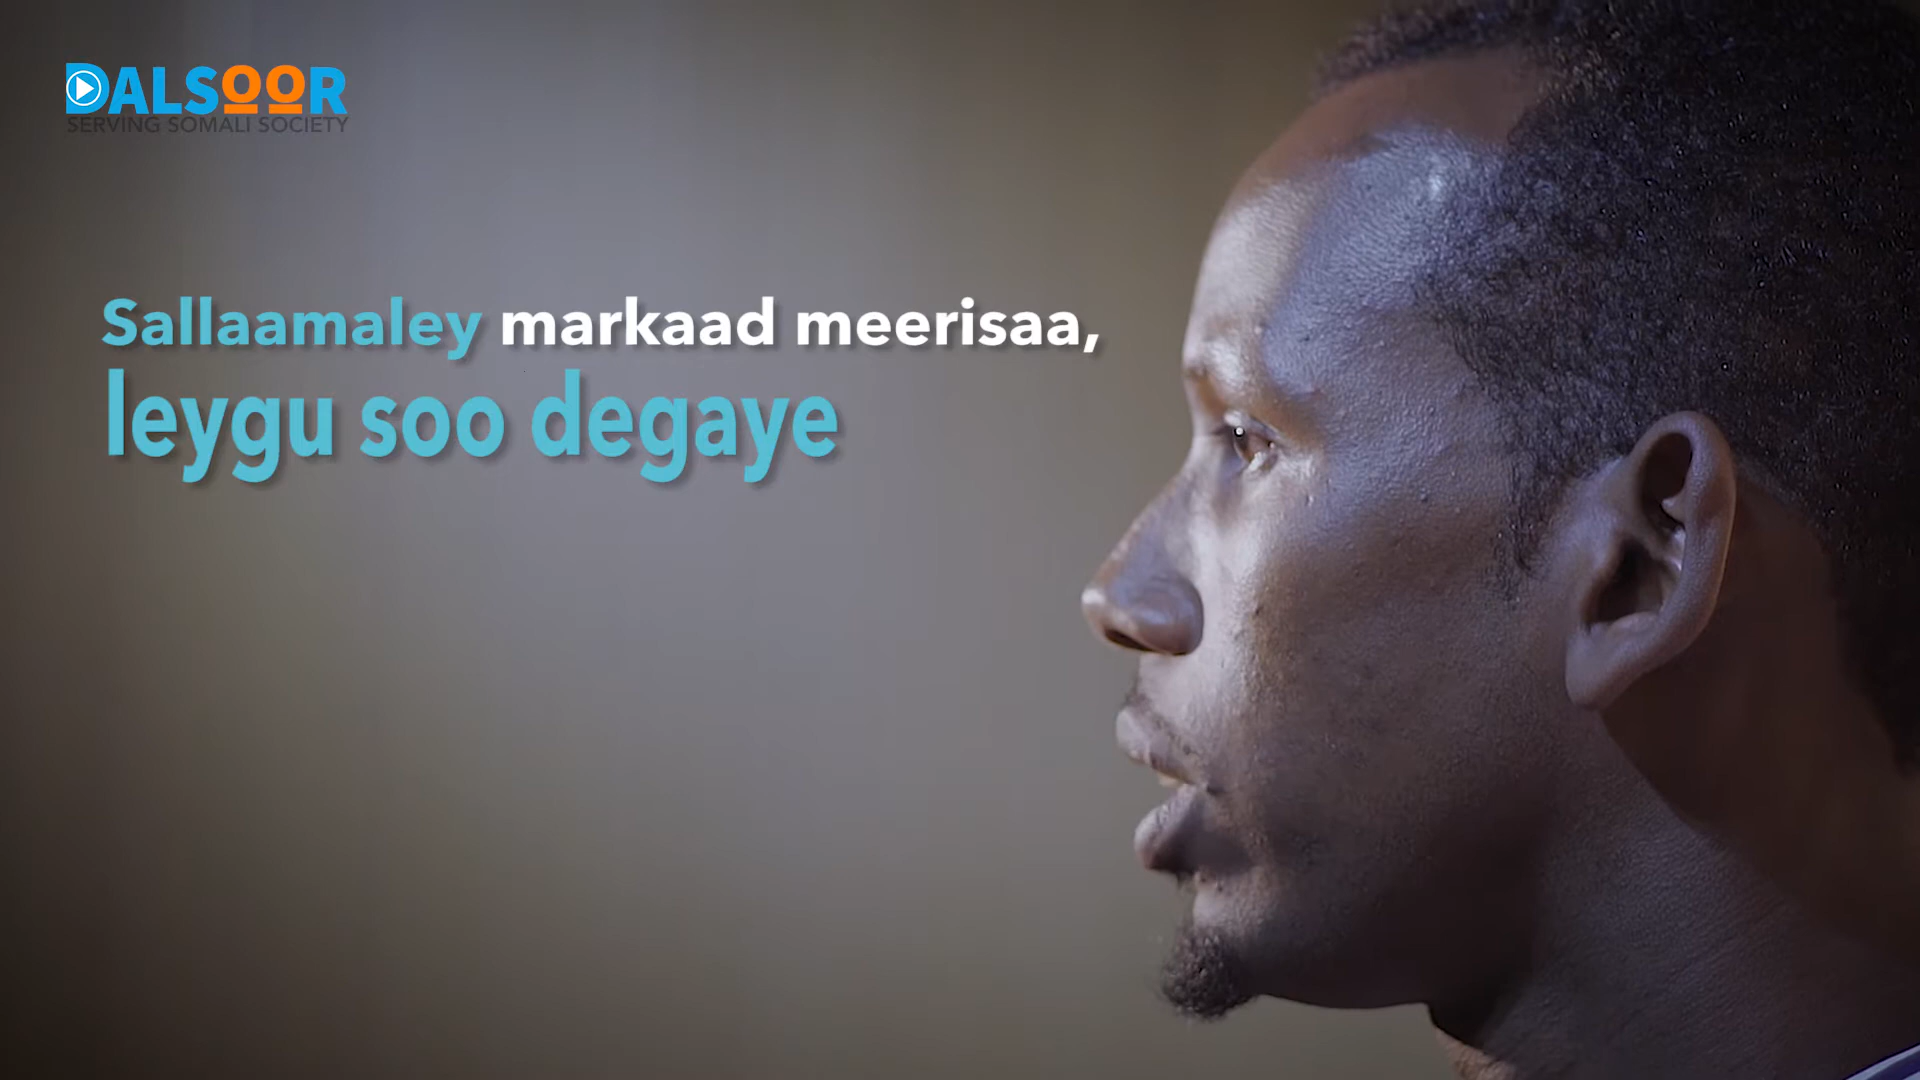 DALSOOR
SERVING SOMALI SOCIETY
Sallaamaley markaad meerisaa,
leygu soo degaye